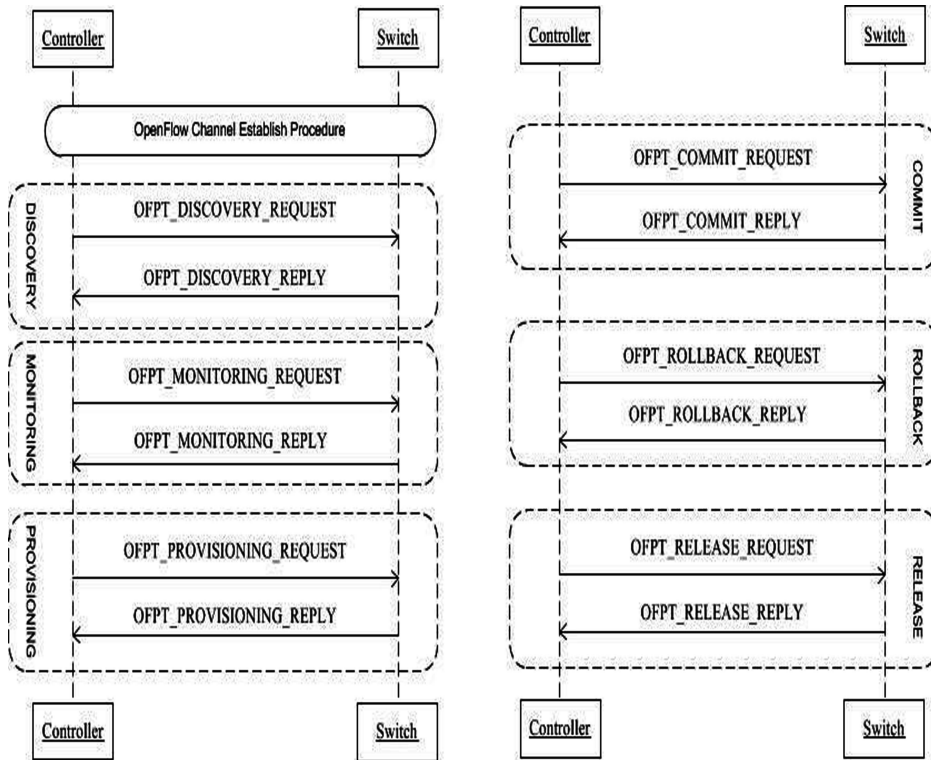 Controller
Switch
OpenFlow Channel Establish Procedure
DISCOVERY
OFPT_DISCOVERY_REQUEST
OFPT_DISCOVERY_REPLY
MONITORING
OFPT_MONITORING_REQUEST
OFPT_MONITORING_REPLY
PROVISIONING
OFPT_PROVISIONING_REQUEST
OFPT_PROVISIONING_REPLY
Controller
Switch
Controller
Switch
OFPT_COMMIT_REQUEST
OFPT_COMMIT_REPLY
COMMIT
OFPT_ROLLBACK_REQUEST
OFPT_ROLLBACK_REPLY
ROLLBACK
OFPT_RELEASE_REQUEST
OFPT_RELEASE_REPLY
RELEASE
Controller
Switch